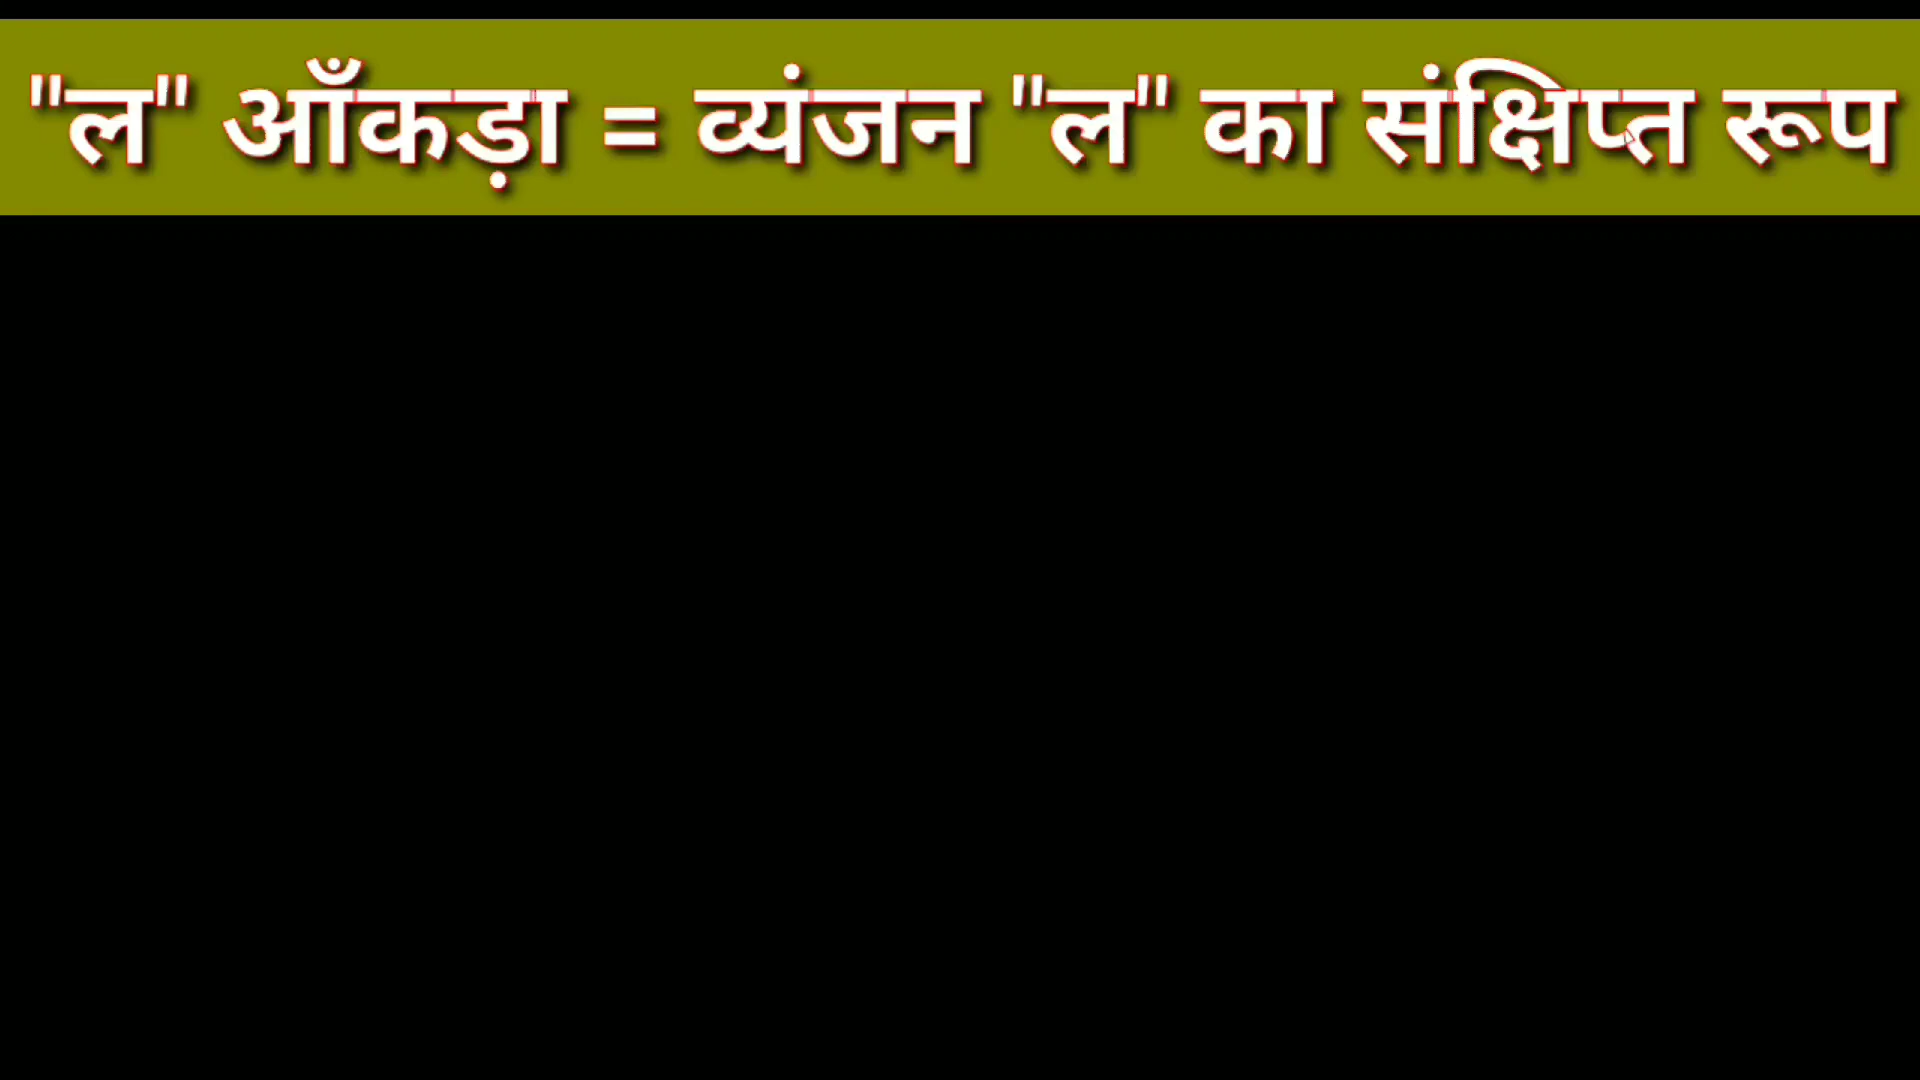 "ल" आँकड़ा = व्यंजन "ल" का संक्षिप्त रूप